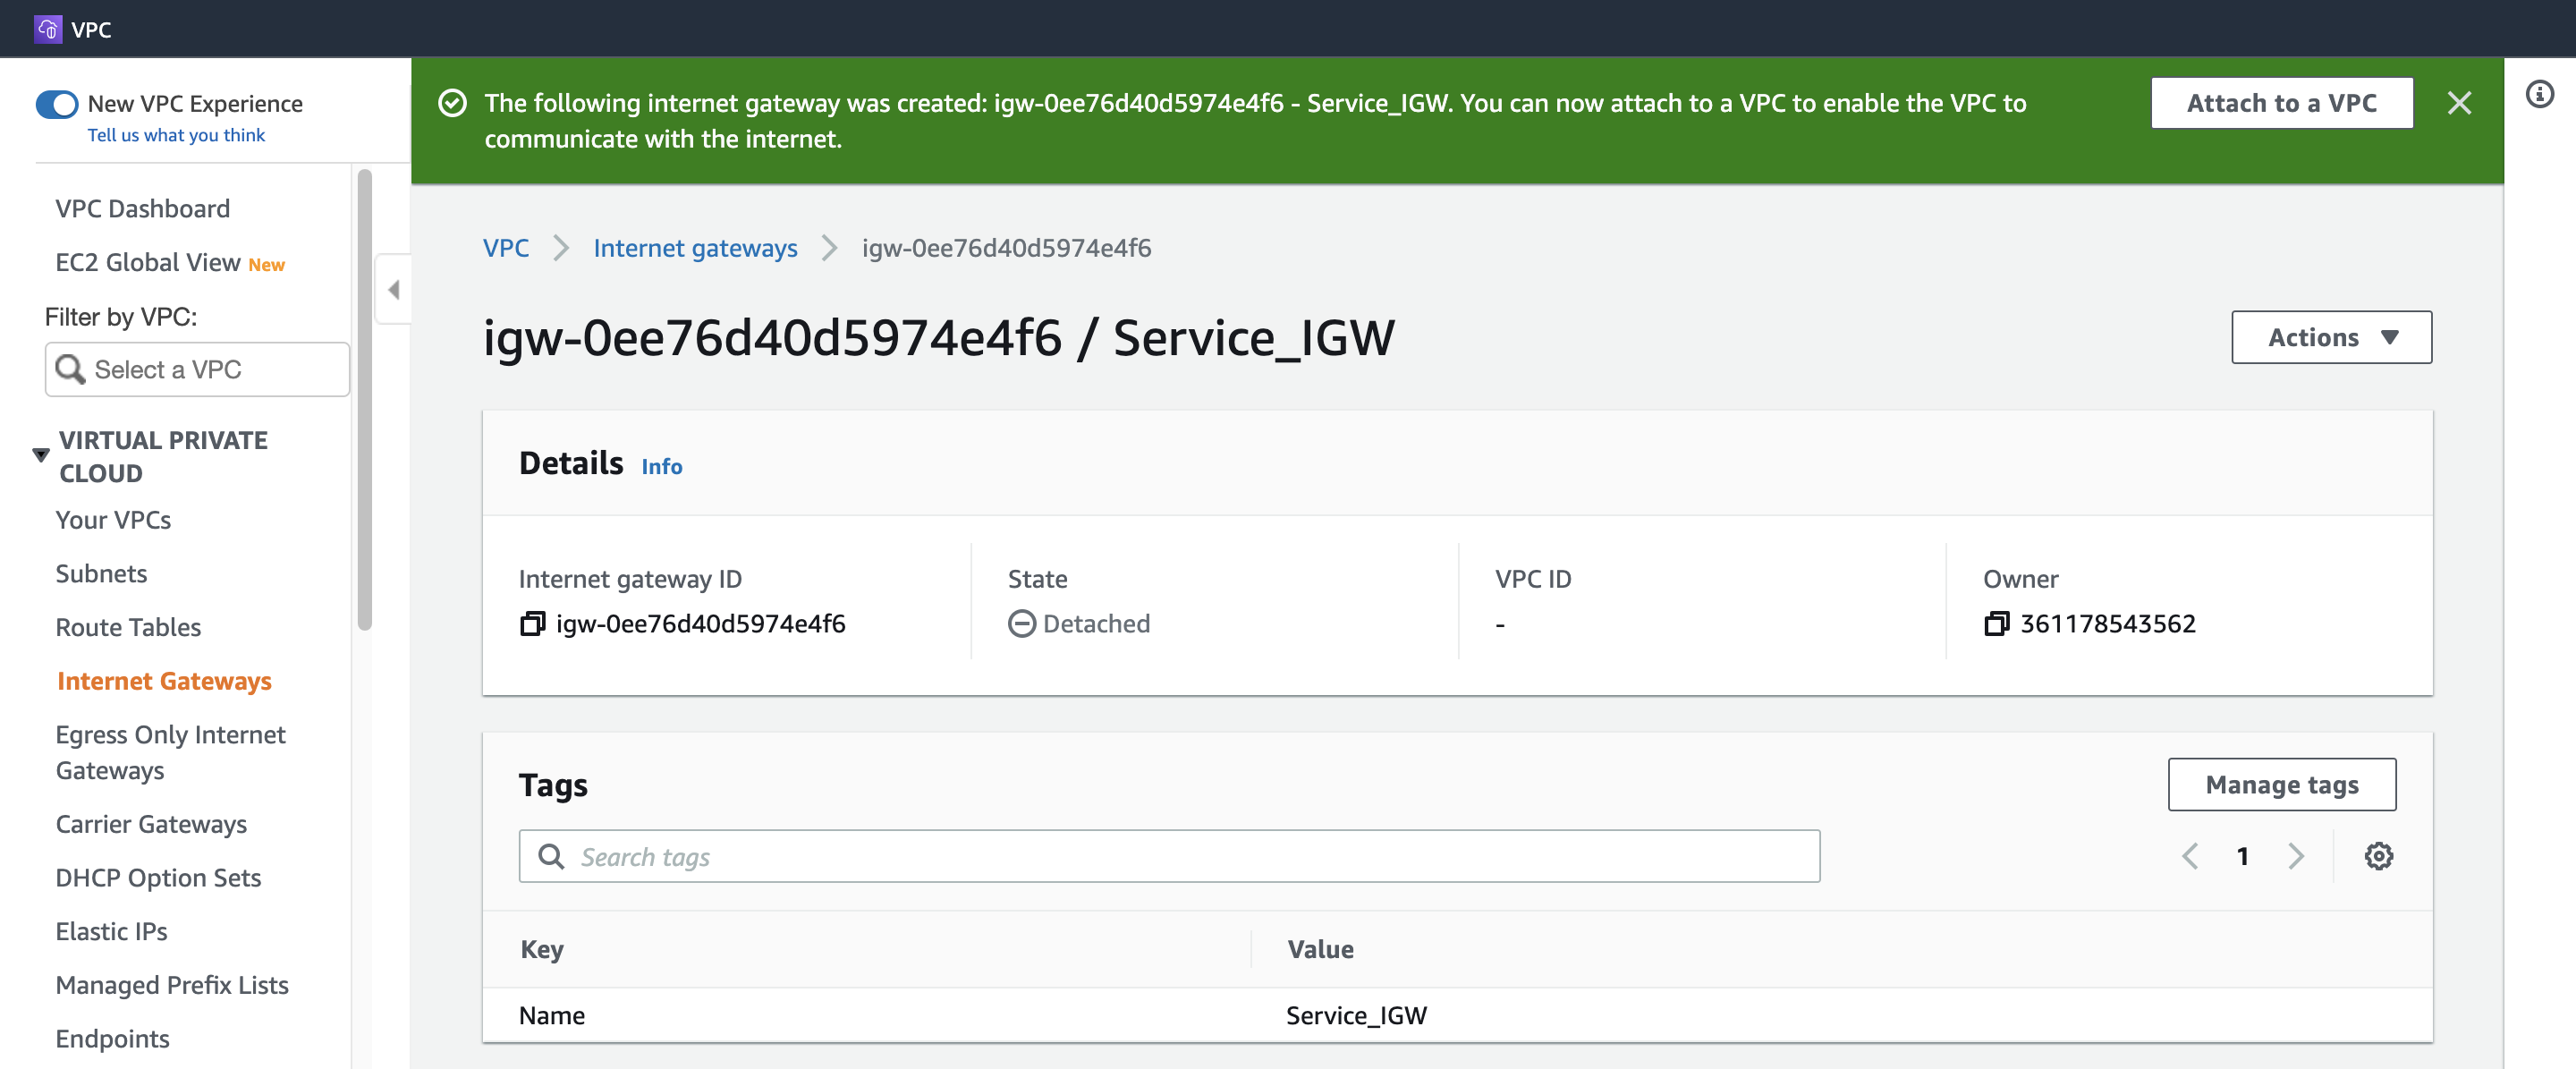 VPC
New VPC Experience
Tell us what you think
VPC Dashboard
EC2 Global View New
Filter by VPC:
Select a VPC
VIRTUAL PRIVATE
CLOUD
Your VPCs
Subnets
Route Tables
Internet Gateways
Egress Only Internet
Gateways
Carrier Gateways
DHCP Option Sets
Elastic IPs
Managed Prefix Lists
Endpoints
The following internet gateway was created: igw-0ee76d40d5974e4f6 - Service_IGW. You can now attach to a VPC to enable the VPC to
communicate with the internet.
Attach to a VPC
VPC > Internet gateways > igw-0ee76d40d5974e4f6
igw-0ee76d40d5974e4f6 / Service_IGW
Actions
Details Info
Internet gateway ID
igw-0ee76d40d5974e4f6
State
Detached
VPC ID
-
Owner
361178543562
Tags
Manage tags
Search tags
1
Key Value
Name Service_IGW